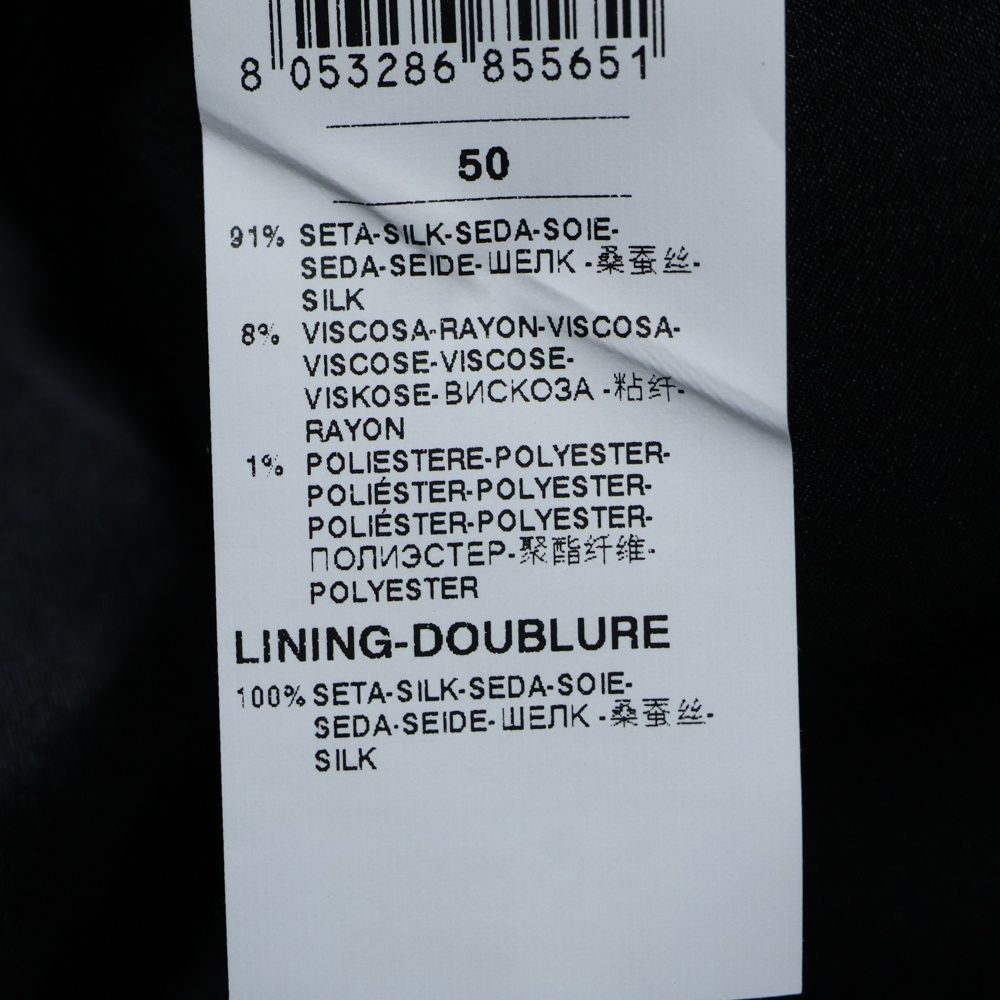 8 053286 855651
50
91% SETA-SILK-SEDA-SOIE-
SEDA-SEIDE-ШЕЛК -桑蚕丝-
SILK
8% VISCOSA-RAYON-VISCOSA-
VISCOSE-VISCOSE-
VISKOSE-ВИСКОЗА -粘纤-
RAYON
1% POLIESTERE-POLYESTER-
POLIÉSTER-POLYESTER-
POLIÉSTER-POLYESTER-
ПОЛИЭСТЕР-聚酯纤维-
POLYESTER
LINING-DOUBLURE
100% SETA-SILK-SEDA-SOIE-
SEDA-SEIDE-ШЕЛК -桑蚕丝-
SILK